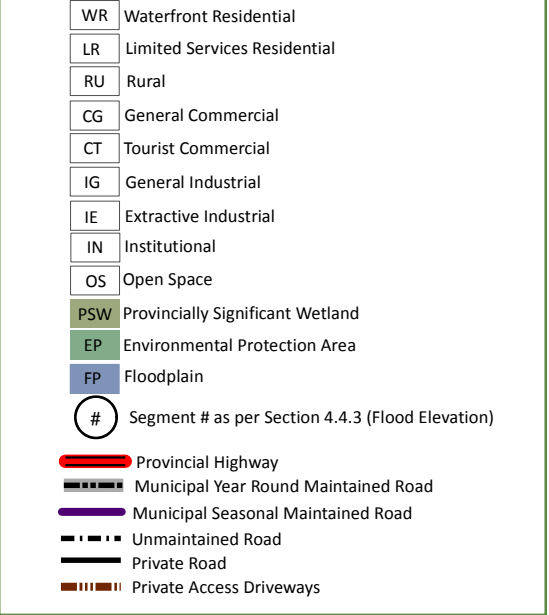 WR Waterfront Residential
LR Limited Services Residential
RU Rural
CG General Commercial
CT Tourist Commercial
IG General Industrial
IE Extractive Industrial
IN Institutional
OS Open Space
PSW Provincially Significant Wetland
EP Environmental Protection Area
FP Floodplain
# Segment # as per Section 4.4.3 (Flood Elevation)
Provincial Highway
Municipal Year Round Maintained Road
Municipal Seasonal Maintained Road
Unmaintained Road
Private Road
Private Access Driveways